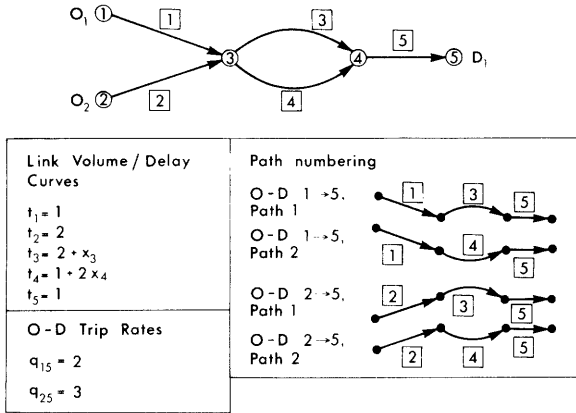 O₁ 1 1 3 5
3 4 5 D₁
O₂ 2 2 4
Link Volume / Delay
Curves
t₁ = 1
t₂ = 2
t₃ = 2 + x₃
t₄ = 1 + 2 x₄
t₅ = 1
O-D Trip Rates
q₁₅ = 2
q₂₅ = 3
Path numbering
O-D 1→5,
Path 1
1 3 5
O-D 1→5,
Path 2
1 4 5
O-D 2→5,
Path 1
2 3 5
O-D 2→5,
Path 2
2 4 5